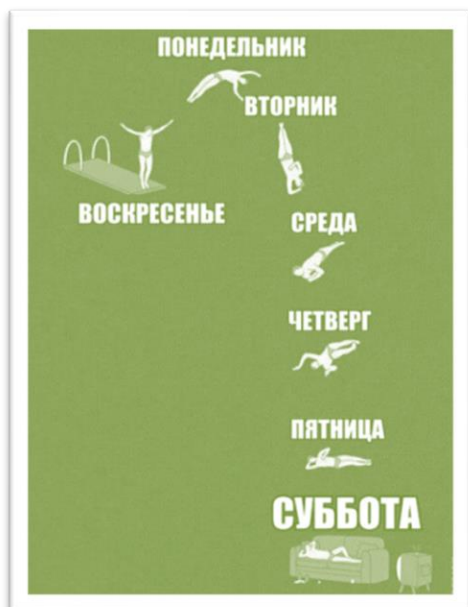 ПОНЕДЕЛЬНИК
ВТОРНИК
ВОСКРЕСЕНЬЕ
СРЕДА
ЧЕТВЕРГ
ПЯТНИЦА
СУББОТА